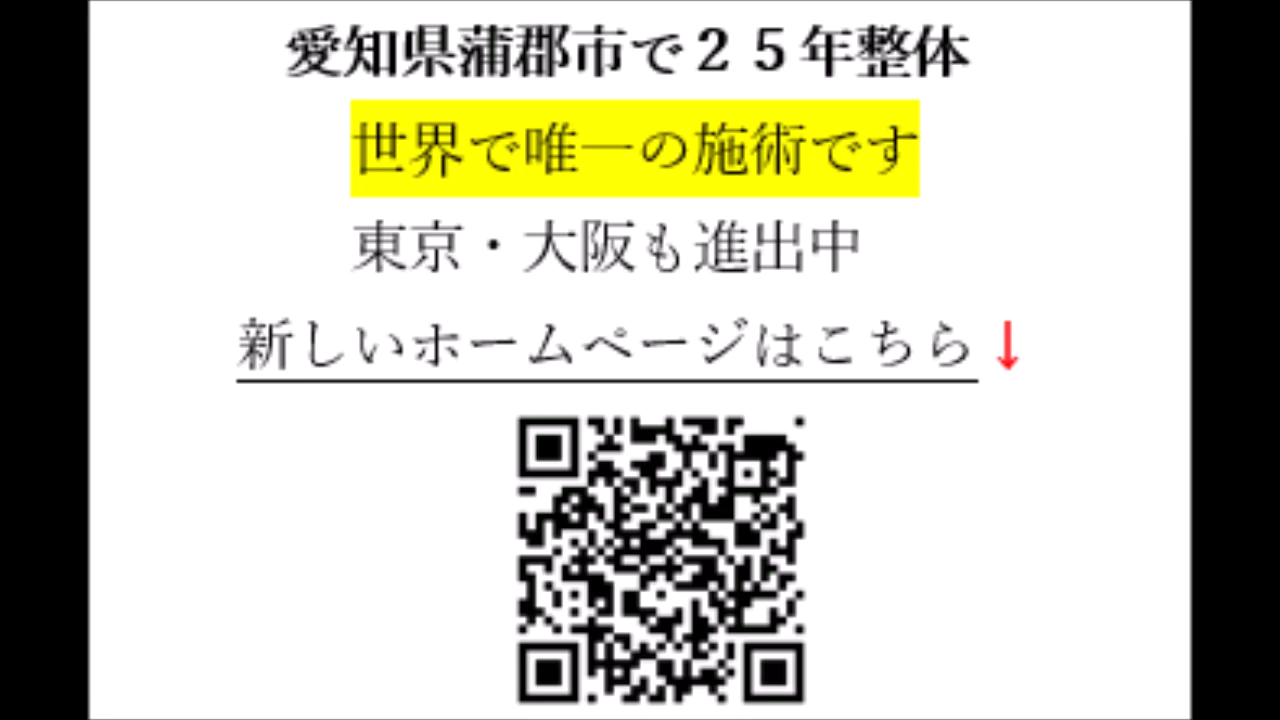 愛知県蒲郡市で２５年整体
世界で唯一の施術です
東京・大阪も進出中
新しいホームページはこちら↓